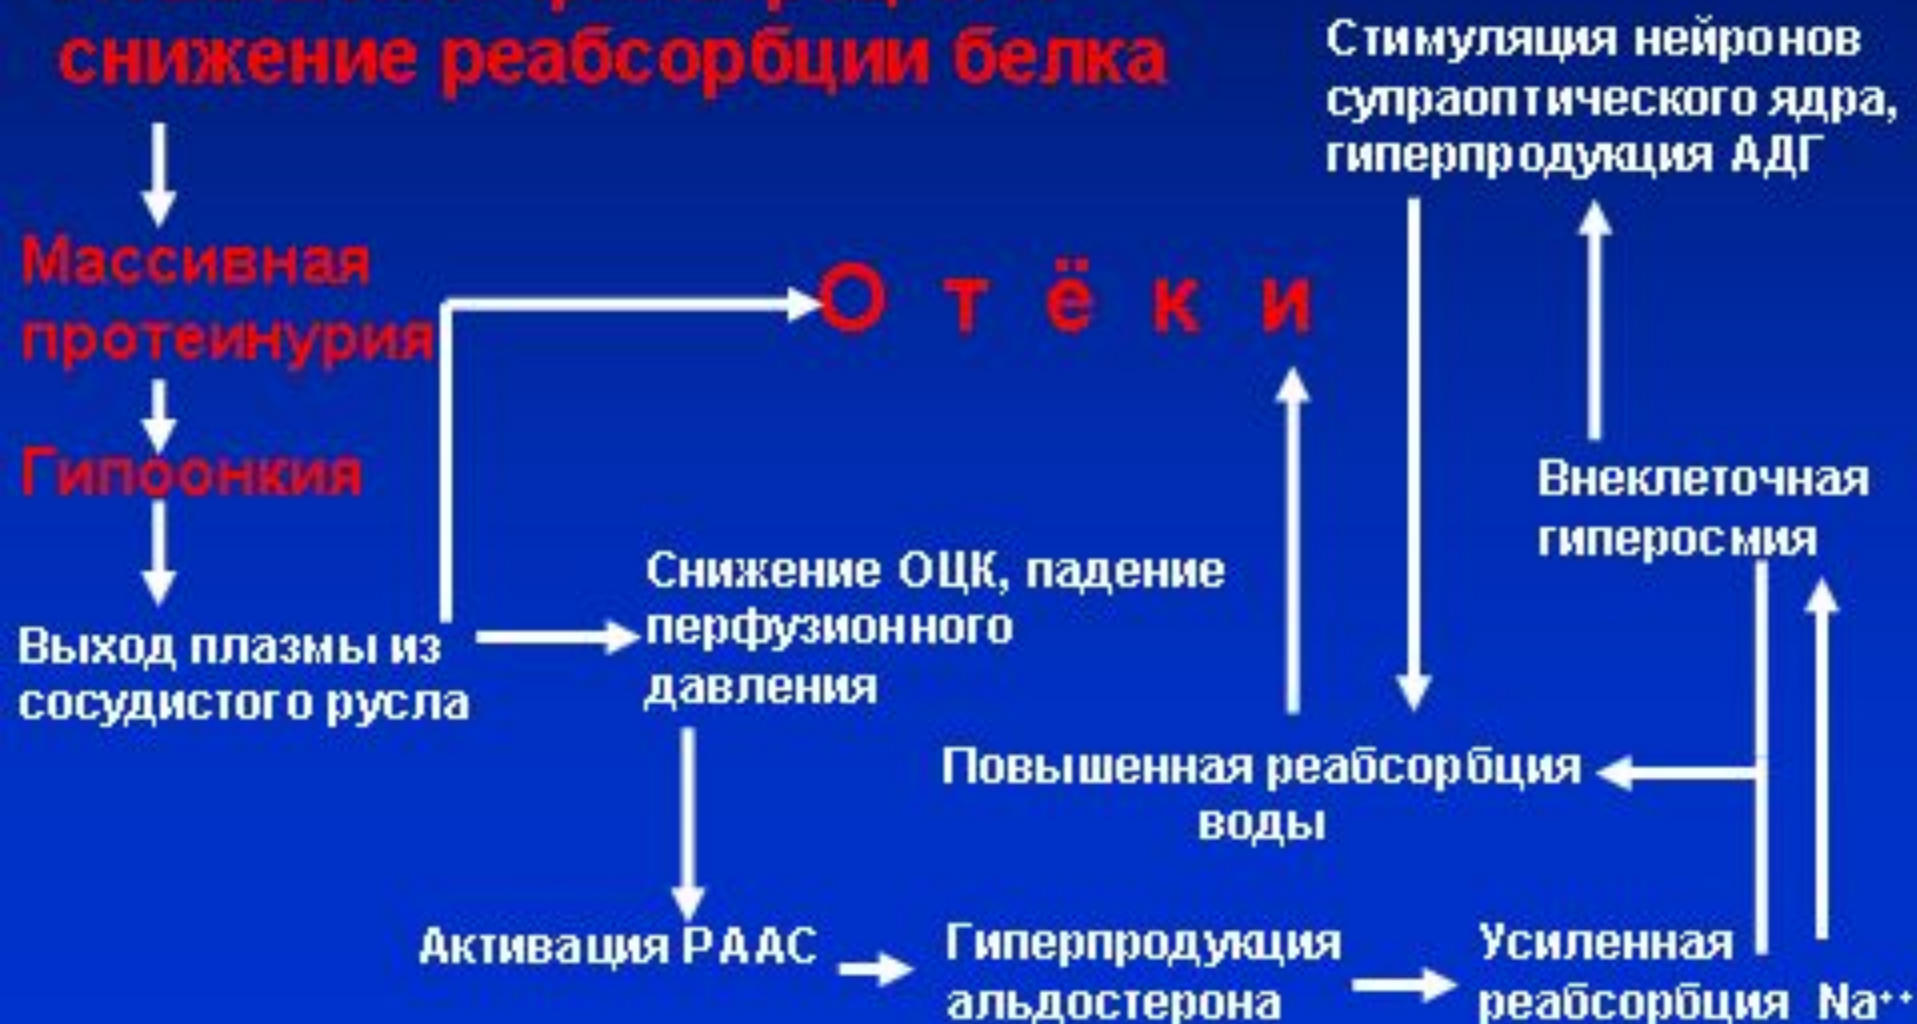 снижение реабсорбции белка
Массивная
протеинурия
Гипоонкия
Выход плазмы из
сосудистого русла
О т ё к и
Снижение ОЦК, падение
перфузионного
давления
Активация РААС
Гиперпродукция
альдостерона
Усиленная
реабсорбция Na⁺⁺
Повышенная реабсорбция
воды
Внеклеточная
гиперосмия
Стимуляция нейронов
супраоптического ядра,
гиперпродукция АДГ